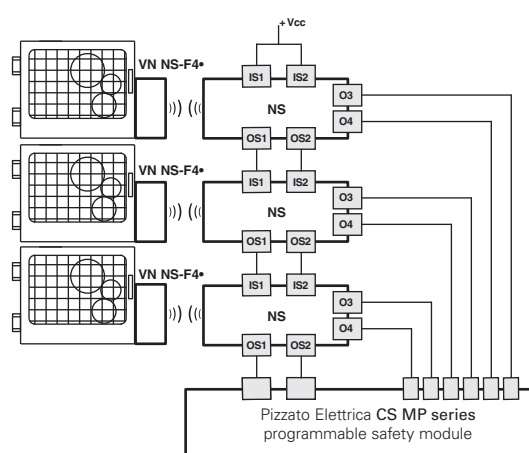 +Vcc
VN NS-F4•
IS1 IS2
O3
NS
O4
OS1 OS2
VN NS-F4•
IS1 IS2
O3
NS
O4
OS1 OS2
VN NS-F4•
IS1 IS2
O3
NS
O4
OS1 OS2
Pizzato Elettrica CS MP series
programmable safety module